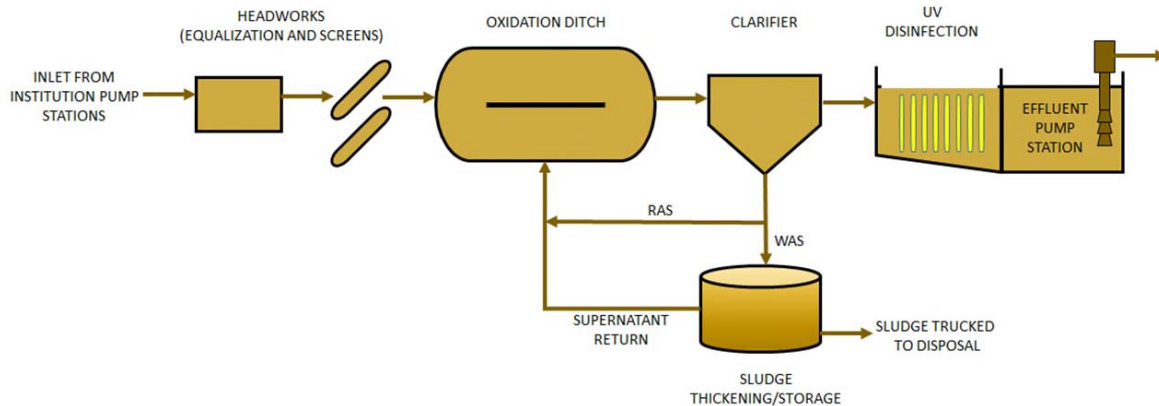 HEADWORKS
(EQUALIZATION AND SCREENS)
OXIDATION DITCH
CLARIFIER
UV
DISINFECTION
INLET FROM
INSTITUTION PUMP
STATIONS
EFFLUENT
PUMP
STATION
RAS
WAS
SUPERNATANT
RETURN
SLUDGE TRUCKED
TO DISPOSAL
SLUDGE
THICKENING/STORAGE